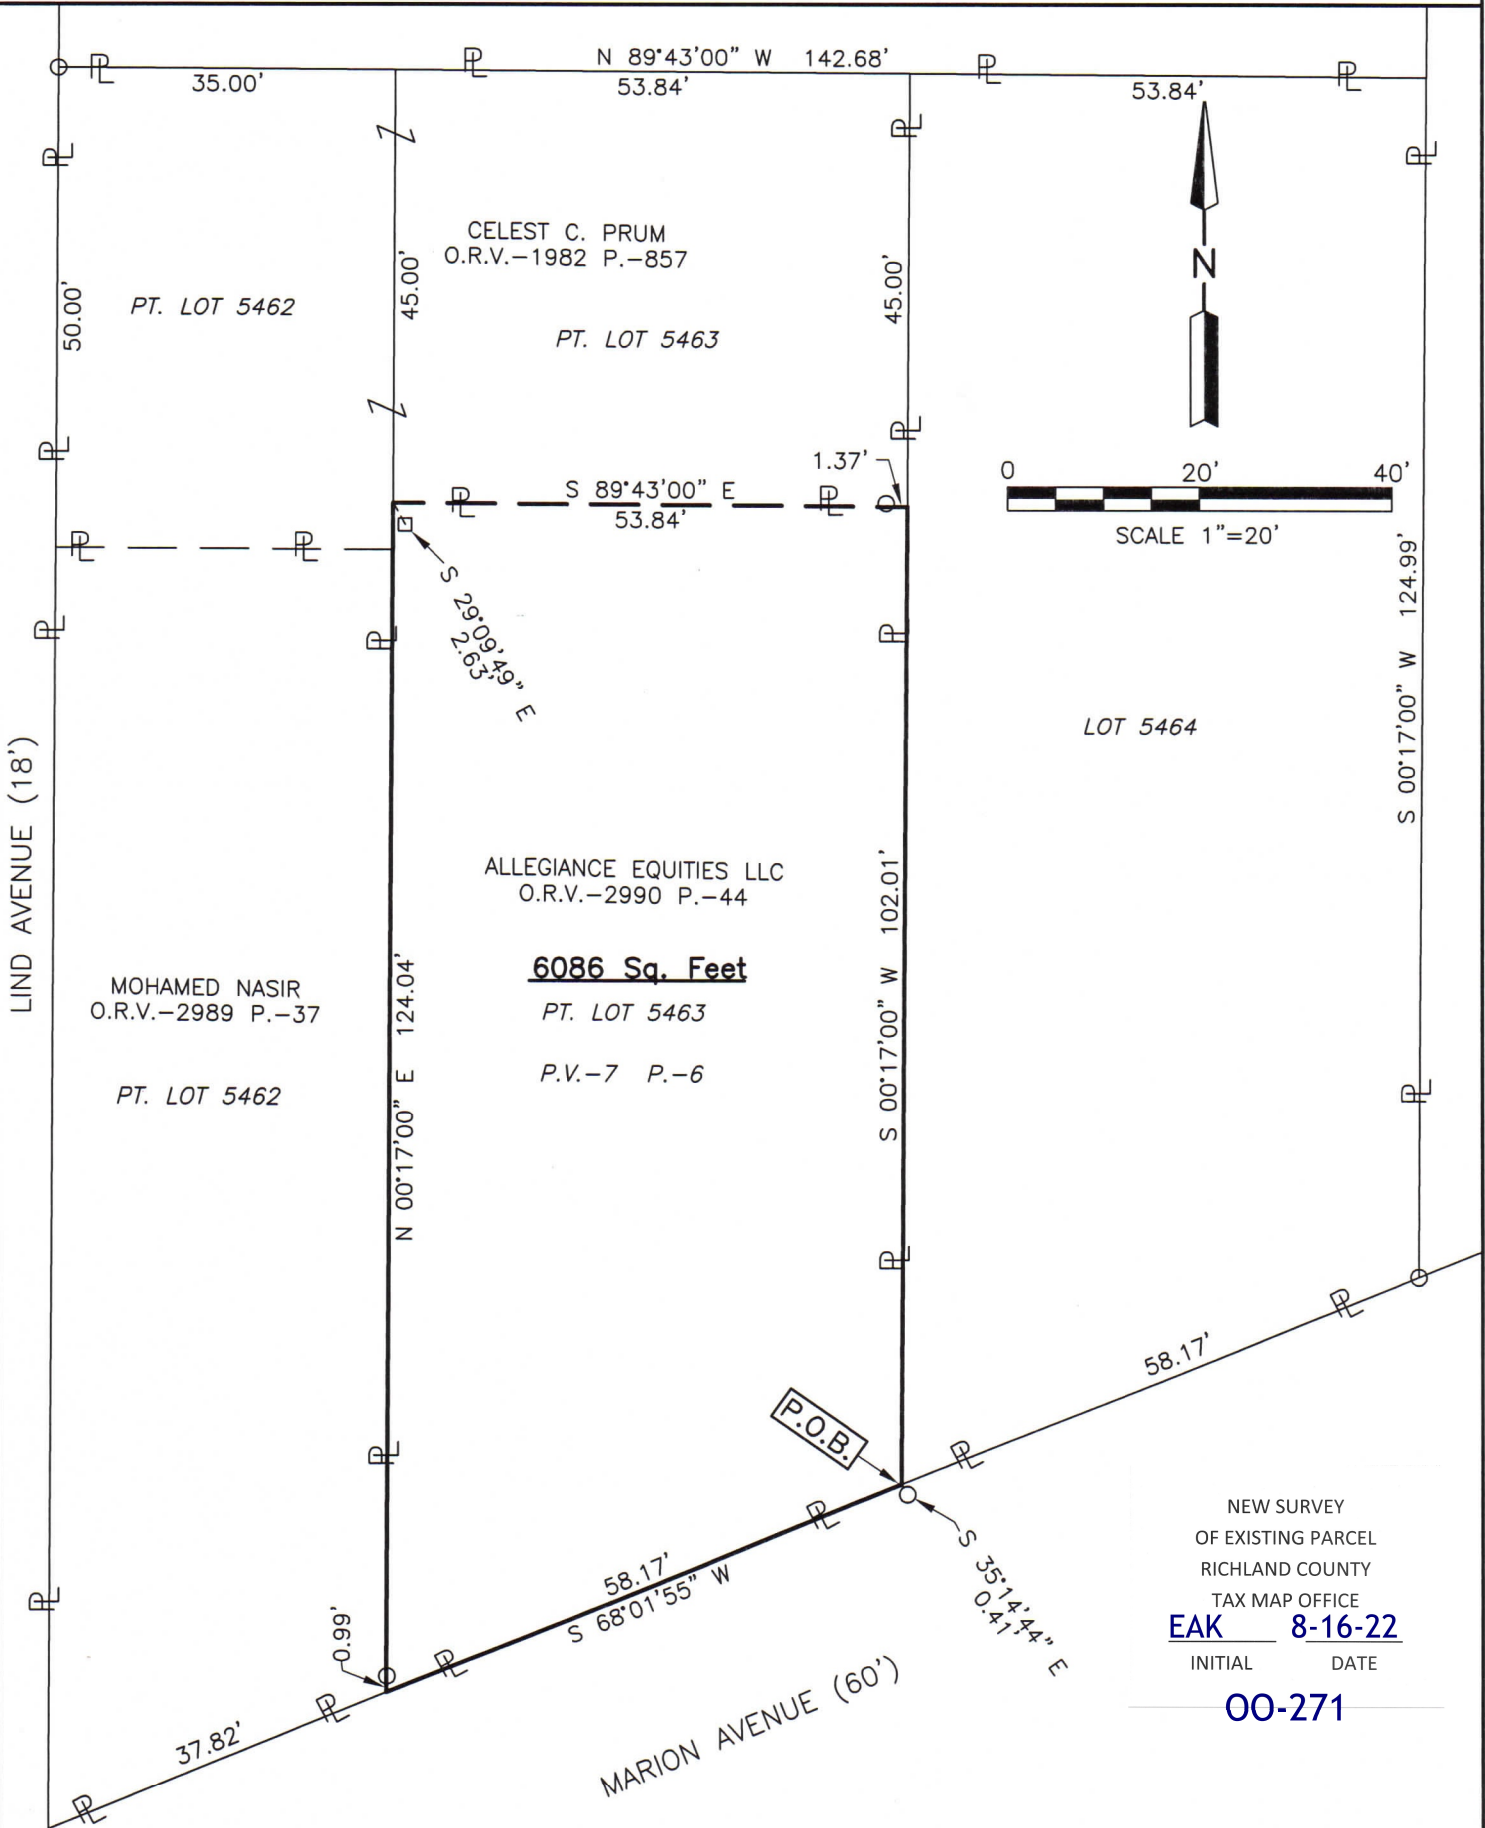 N 89°43'00" W 142.68'
35.00'
53.84'
53.84'
PL
CELEST C. PRUM
O.R.V.-1982 P.-857
PT. LOT 5462
PT. LOT 5463
50.00'
45.00'
45.00'
N
0 20' 40'
SCALE 1"=20'
1.37'
S 89°43'00" E
53.84'
S 29°09'49" E
2.63'
S 00°17'00" W 124.99'
LOT 5464
LIND AVENUE (18')
ALLEGIANCE EQUITIES LLC
O.R.V.-2990 P.-44
6086 Sq. Feet
PT. LOT 5463
P.V.-7 P.-6
MOHAMED NASIR
O.R.V.-2989 P.-37
PT. LOT 5462
N 00°17'00" E 124.04'
S 00°17'00" W 102.01'
P.O.B.
58.17'
58.17'
S 68°01'55" W
S 35°14'44" E
0.41'
0.99'
37.82'
MARION AVENUE (60')
NEW SURVEY
OF EXISTING PARCEL
RICHLAND COUNTY
TAX MAP OFFICE
EAK 8-16-22
INITIAL DATE
OO-271